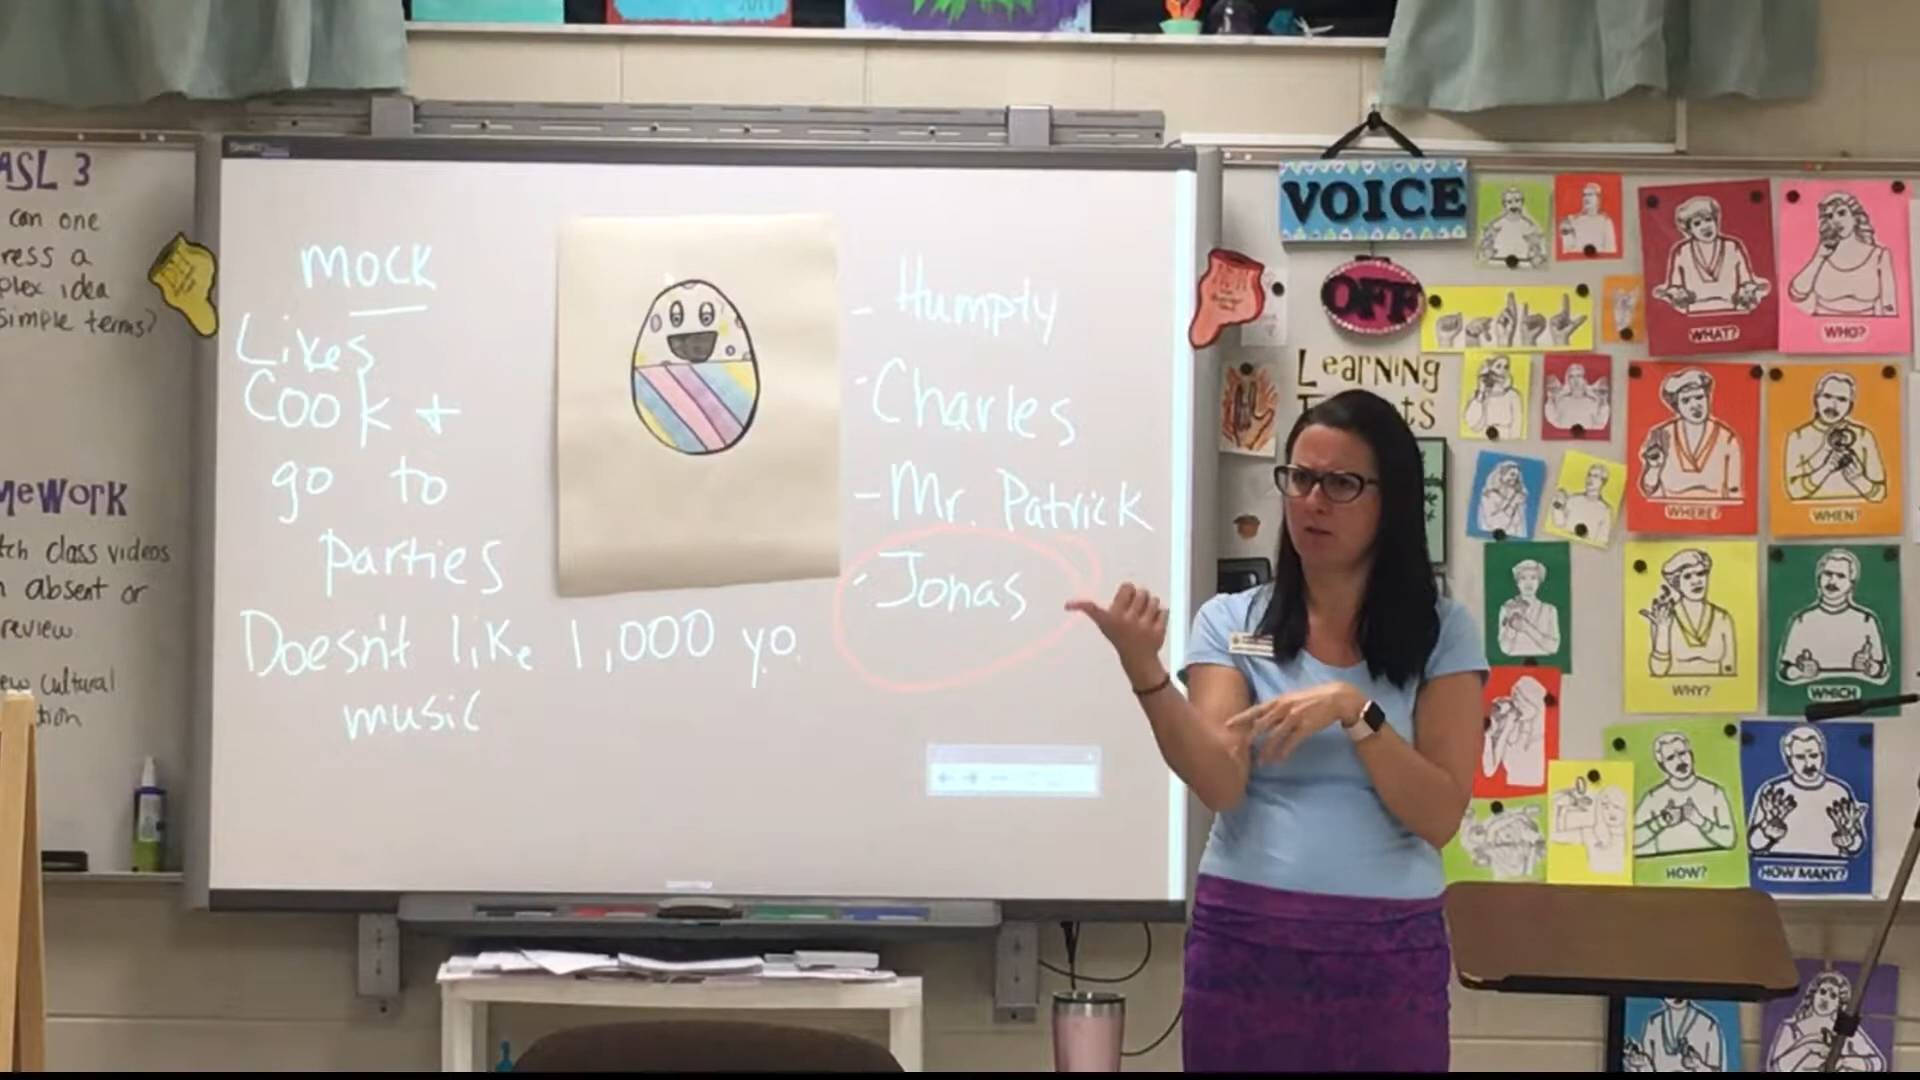 ASL 3
can one
ress a
plex idea
simple terms?
meWork
tch class videos
n absent or
review
ew cultural
tion
MOCK
Likes
Cook +
go to
Parties
Doesn't like 1,000 y.o.
music
- Humpty
- Charles
- Mr. Patrick
- Jonas
VOICE
OFF
Learning
WHAT?
WHO?
WHERE?
WHEN?
WHY?
WHICH
HOW?
HOW MANY?